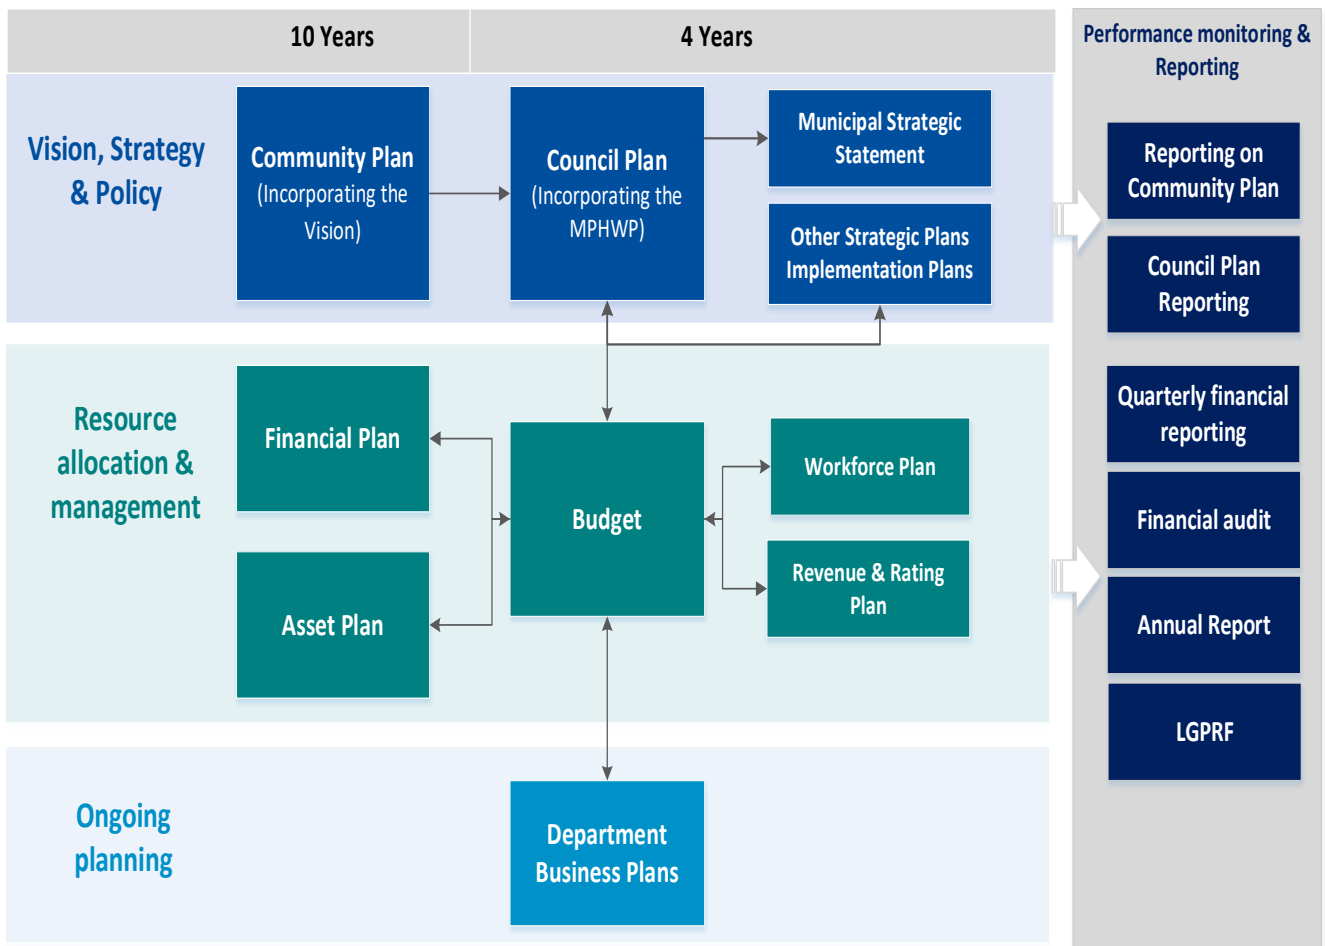 10 Years
4 Years
Performance monitoring &
Reporting
Vision, Strategy
& Policy
Community Plan
(Incorporating the
Vision)
Council Plan
(Incorporating the
MPHWP)
Municipal Strategic
Statement
Other Strategic Plans
Implementation Plans
Reporting on
Community Plan
Council Plan
Reporting
Resource
allocation &
management
Financial Plan
Asset Plan
Budget
Workforce Plan
Revenue & Rating
Plan
Quarterly financial
reporting
Financial audit
Annual Report
LGPRF
Ongoing
planning
Department
Business Plans